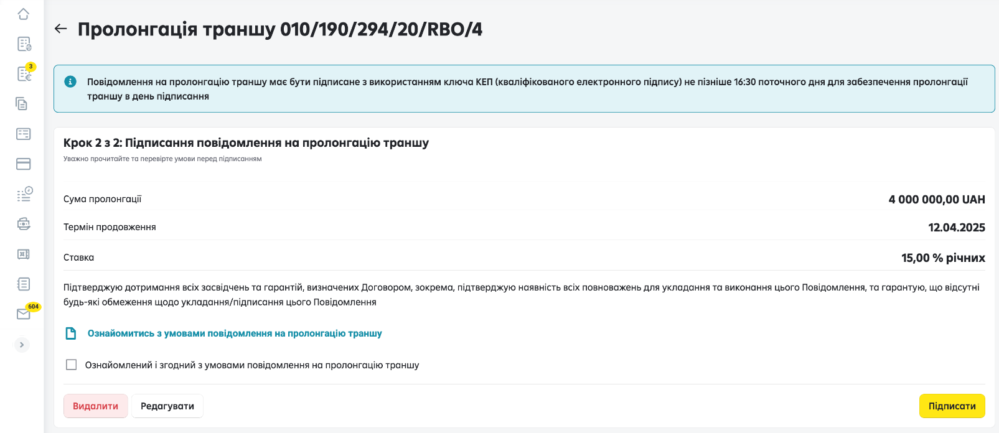 Пролонгація траншу 010/190/294/20/RBO/4
3
Повідомлення на пролонгацію траншу має бути підписане з використанням ключа КЕП (кваліфікованого електронного підпису) не пізніше 16:30 поточного дня для забезпечення пролонгації
траншу в день підписання
Крок 2 з 2: Підписання повідомлення на пролонгацію траншу
Уважно прочитайте та перевірте умови перед підписанням
Сума пролонгації 4 000 000,00 UAH
Термін продовження 12.04.2025
Ставка 15,00 % річних
Підтверджую дотримання всіх засвідчень та гарантій, визначених Договором, зокрема, підтверджую наявність всіх повноважень для укладання та виконання цього Повідомлення, та гарантую, що відсутні
будь-які обмеження щодо укладання/підписання цього Повідомлення
604
Ознайомитись з умовами повідомлення на пролонгацію траншу
Ознайомлений і згодний з умовами повідомлення на пролонгацію траншу
Видалити Редагувати Підписати